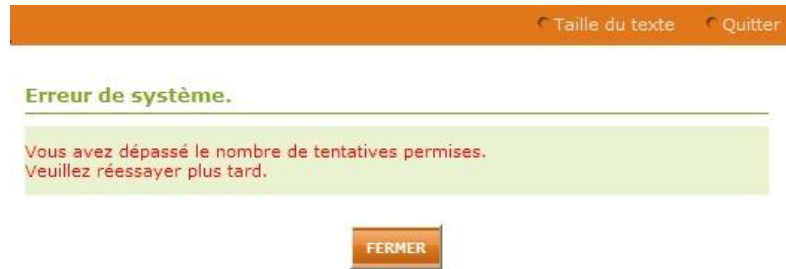 Taille du texte Quitter
Erreur de système.
Vous avez dépassé le nombre de tentatives permises.
Veuillez réessayer plus tard.
FERMER